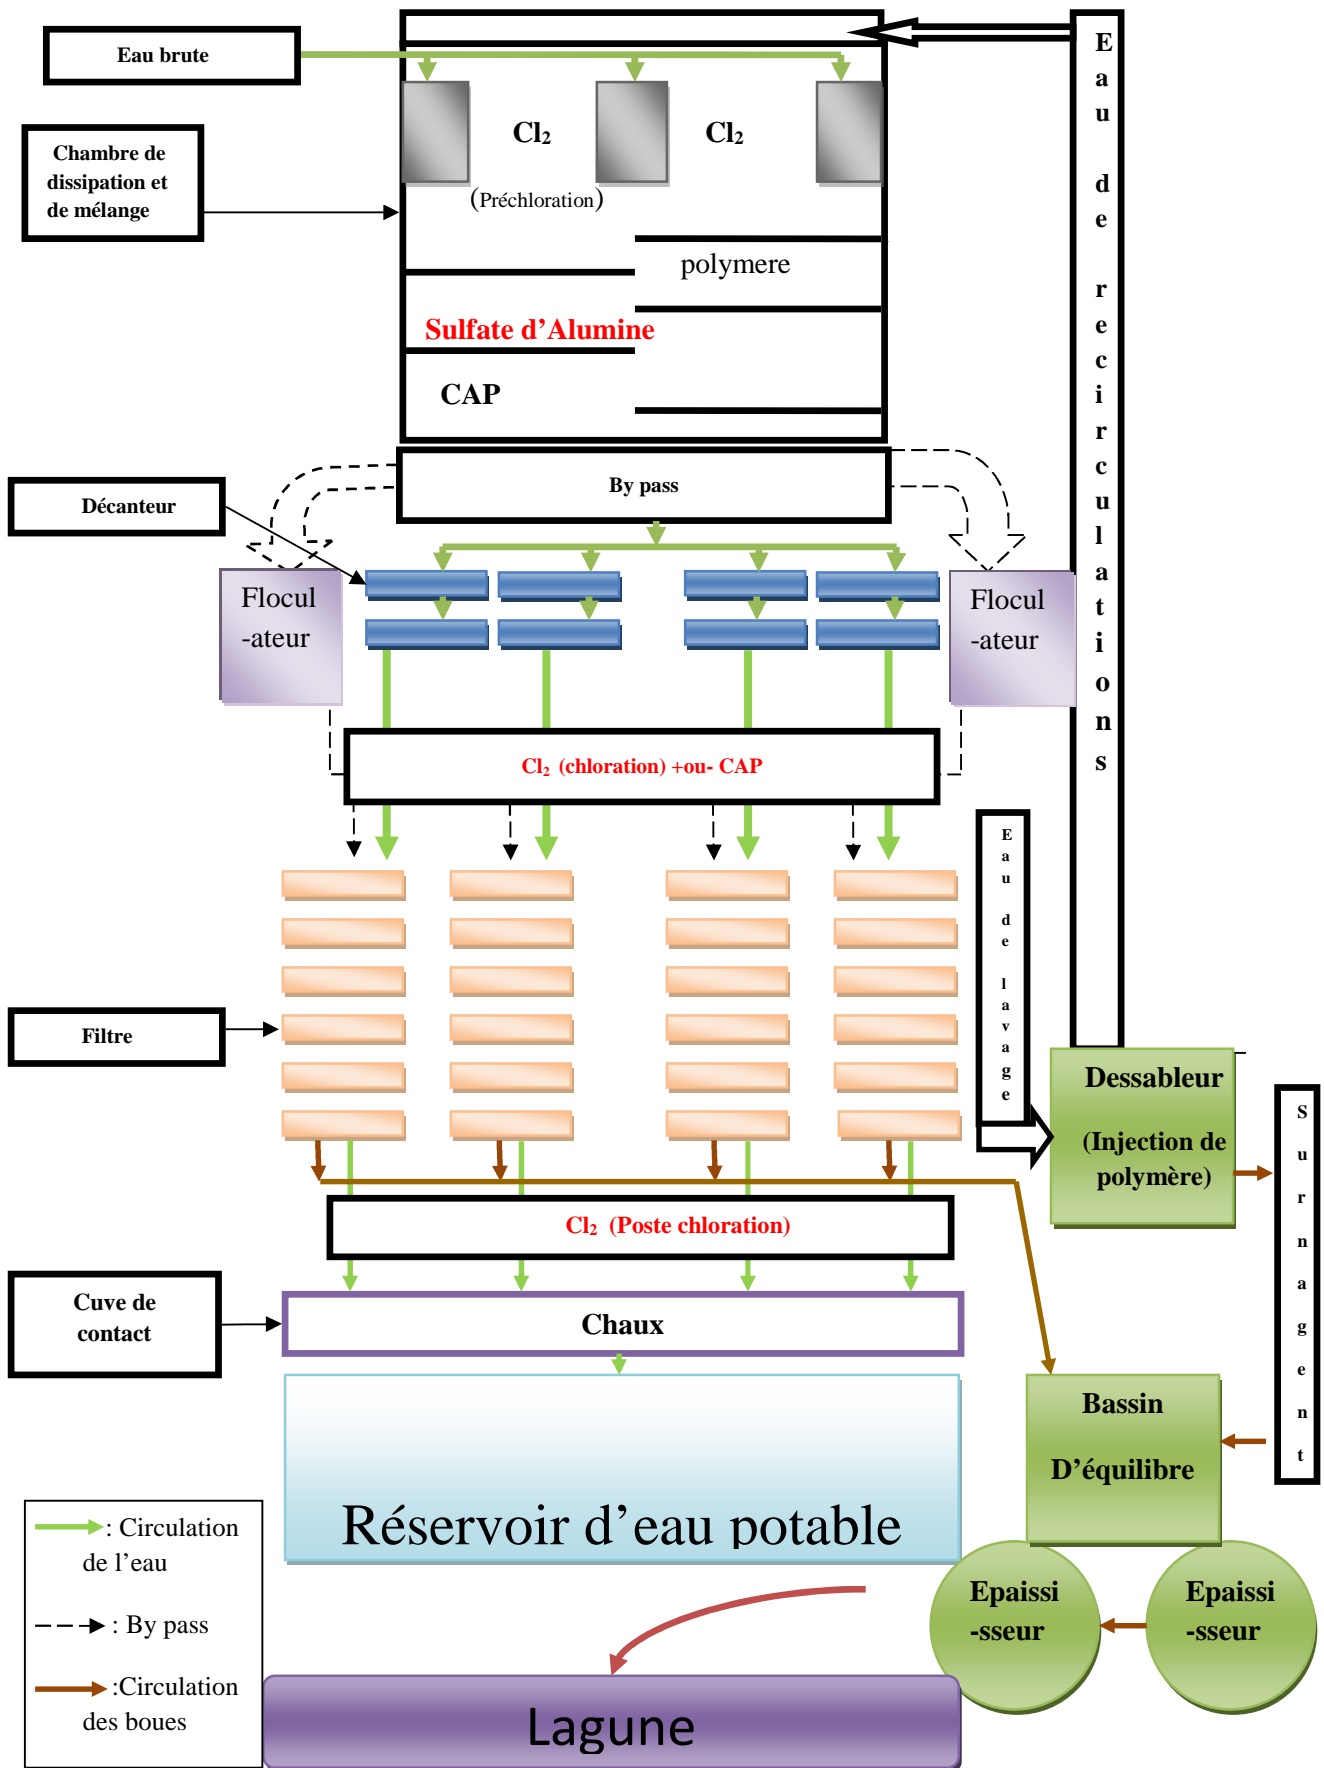 Eau brute
Eau de recirculations
Chambre de
dissipation et
de mélange
Cl₂
Cl₂
(Préchloration)
polymere
Sulfate d'Alumine
CAP
By pass
Décanteur
Flocul
-ateur
Flocul
-ateur
Cl₂ (chloration) +ou- CAP
Eau de lavage
Filtre
Dessableur
(Injection de
polymère)
Surnagent
Cl₂ (Poste chloration)
Cuve de
contact
Chaux
Bassin
D'équilibre
Réservoir d'eau potable
: Circulation
de l'eau
: By pass
:Circulation
des boues
Epaissi
-sseur
Epaissi
-sseur
Lagune